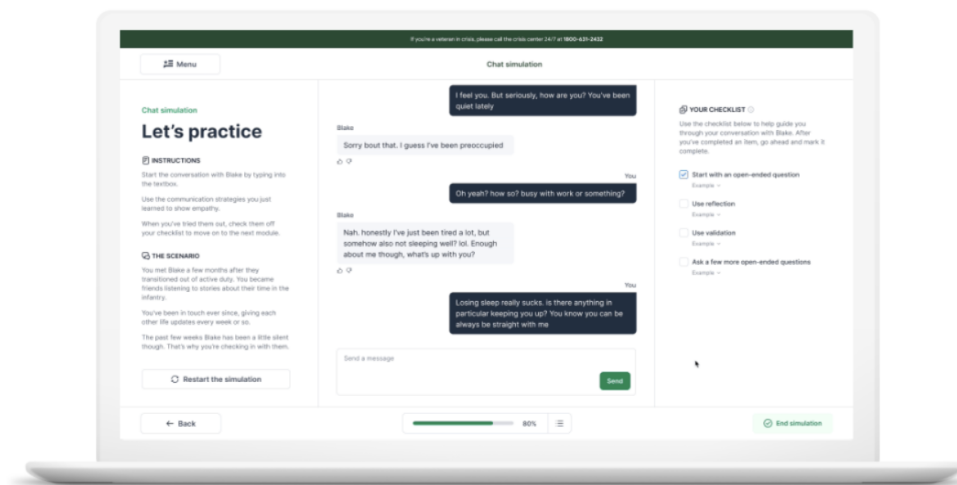 If you're a veteran in crisis, please call the crisis center 24/7 at 1800-631-2432
Menu
Chat simulation
Chat simulation
Let's practice
INSTRUCTIONS
Start the conversation with Blake by typing into
the textbox.
Use the communication strategies you just
learned to show empathy.
When you've tried them out, check them off
your checklist to move on to the next module.
THE SCENARIO
You met Blake a few months after they
transitioned out of active duty. You became
friends listening to stories about their time in the
infantry.
You've been in touch ever since, giving each
other life updates every week or so.
The past few weeks Blake has been a little silent
though. That's why you're checking in with them.
Restart the simulation
I feel you. But seriously, how are you? You've been
quiet lately
Blake
Sorry bout that. I guess I've been preoccupied
You
Oh yeah? how so? busy with work or something?
Blake
Nah. honestly I've just been tired a lot, but
somehow also not sleeping well? lol. Enough
about me though, what's up with you?
You
Losing sleep really sucks. is there anything in
particular keeping you up? You know you can be
always be straight with me
Send a message
Send
YOUR CHECKLIST
Use the checklist below to help guide you
through your conversation with Blake. After
you've completed an item, go ahead and mark it
complete.
Start with an open-ended question
Example
Use reflection
Example
Use validation
Example
Ask a few more open-ended questions
Example
Back
80%
End simulation